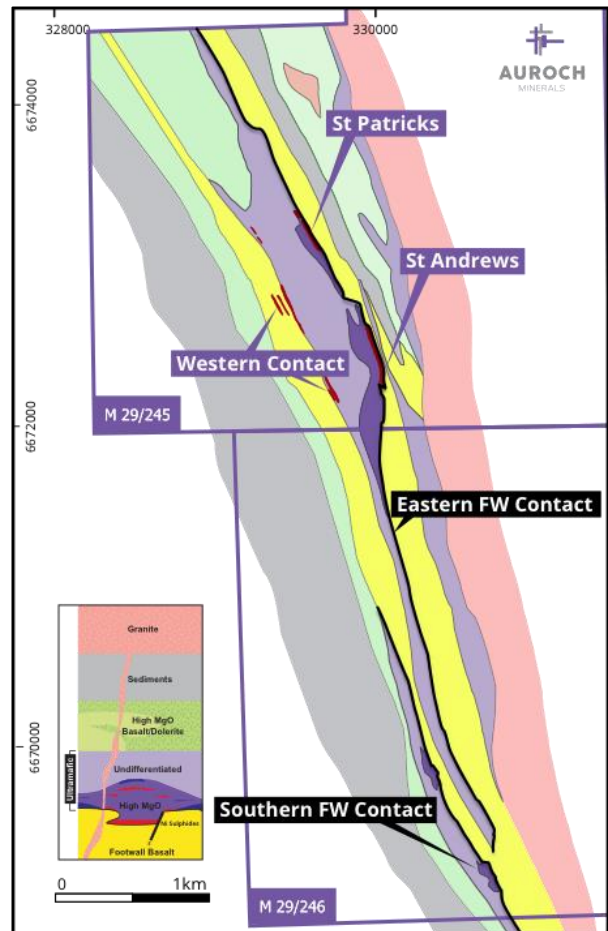 328000
330000
AUROCH
MINERALS
6674000
St Patricks
St Andrews
Western Contact
M 29/245
6672000
Eastern FW Contact
Granite
Sediments
High MgO
Basalt/Dolerite
Undifferentiated
Ultramafic
High MgO
Ni Sulphides
Footwall Basalt
6670000
Southern FW Contact
0
1km
M 29/246